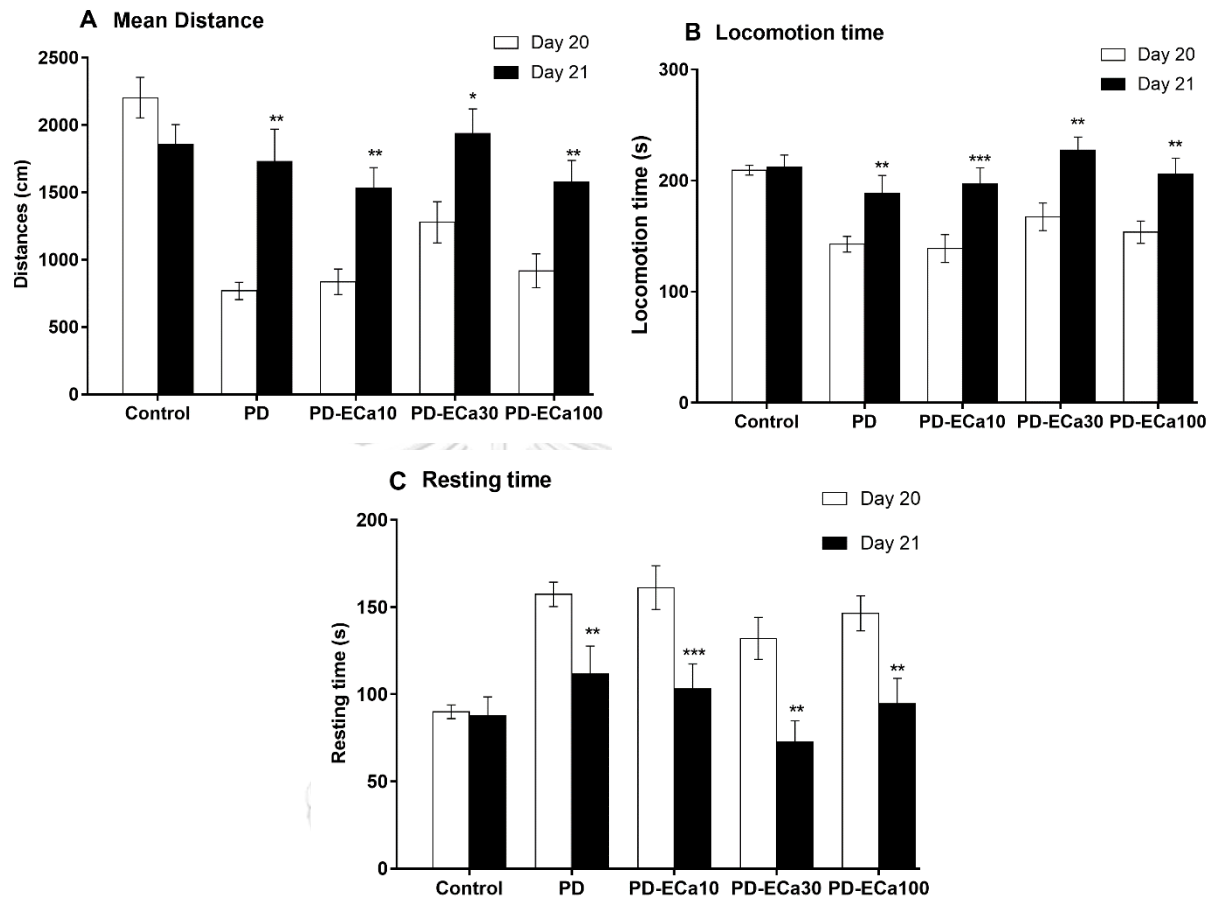 A Mean Distance
Day 20
Day 21
Distances (cm)
2500
2000
1500
1000
500
0
**
**
*
**
Control PD PD-ECa10 PD-ECa30 PD-ECa100
B Locomotion time
Day 20
Day 21
Locomotion time (s)
300
200
100
0
**
***
**
**
Control PD PD-ECa10 PD-ECa30 PD-ECa100
C Resting time
Day 20
Day 21
Resting time (s)
200
150
100
50
0
**
***
**
**
Control PD PD-ECa10 PD-ECa30 PD-ECa100